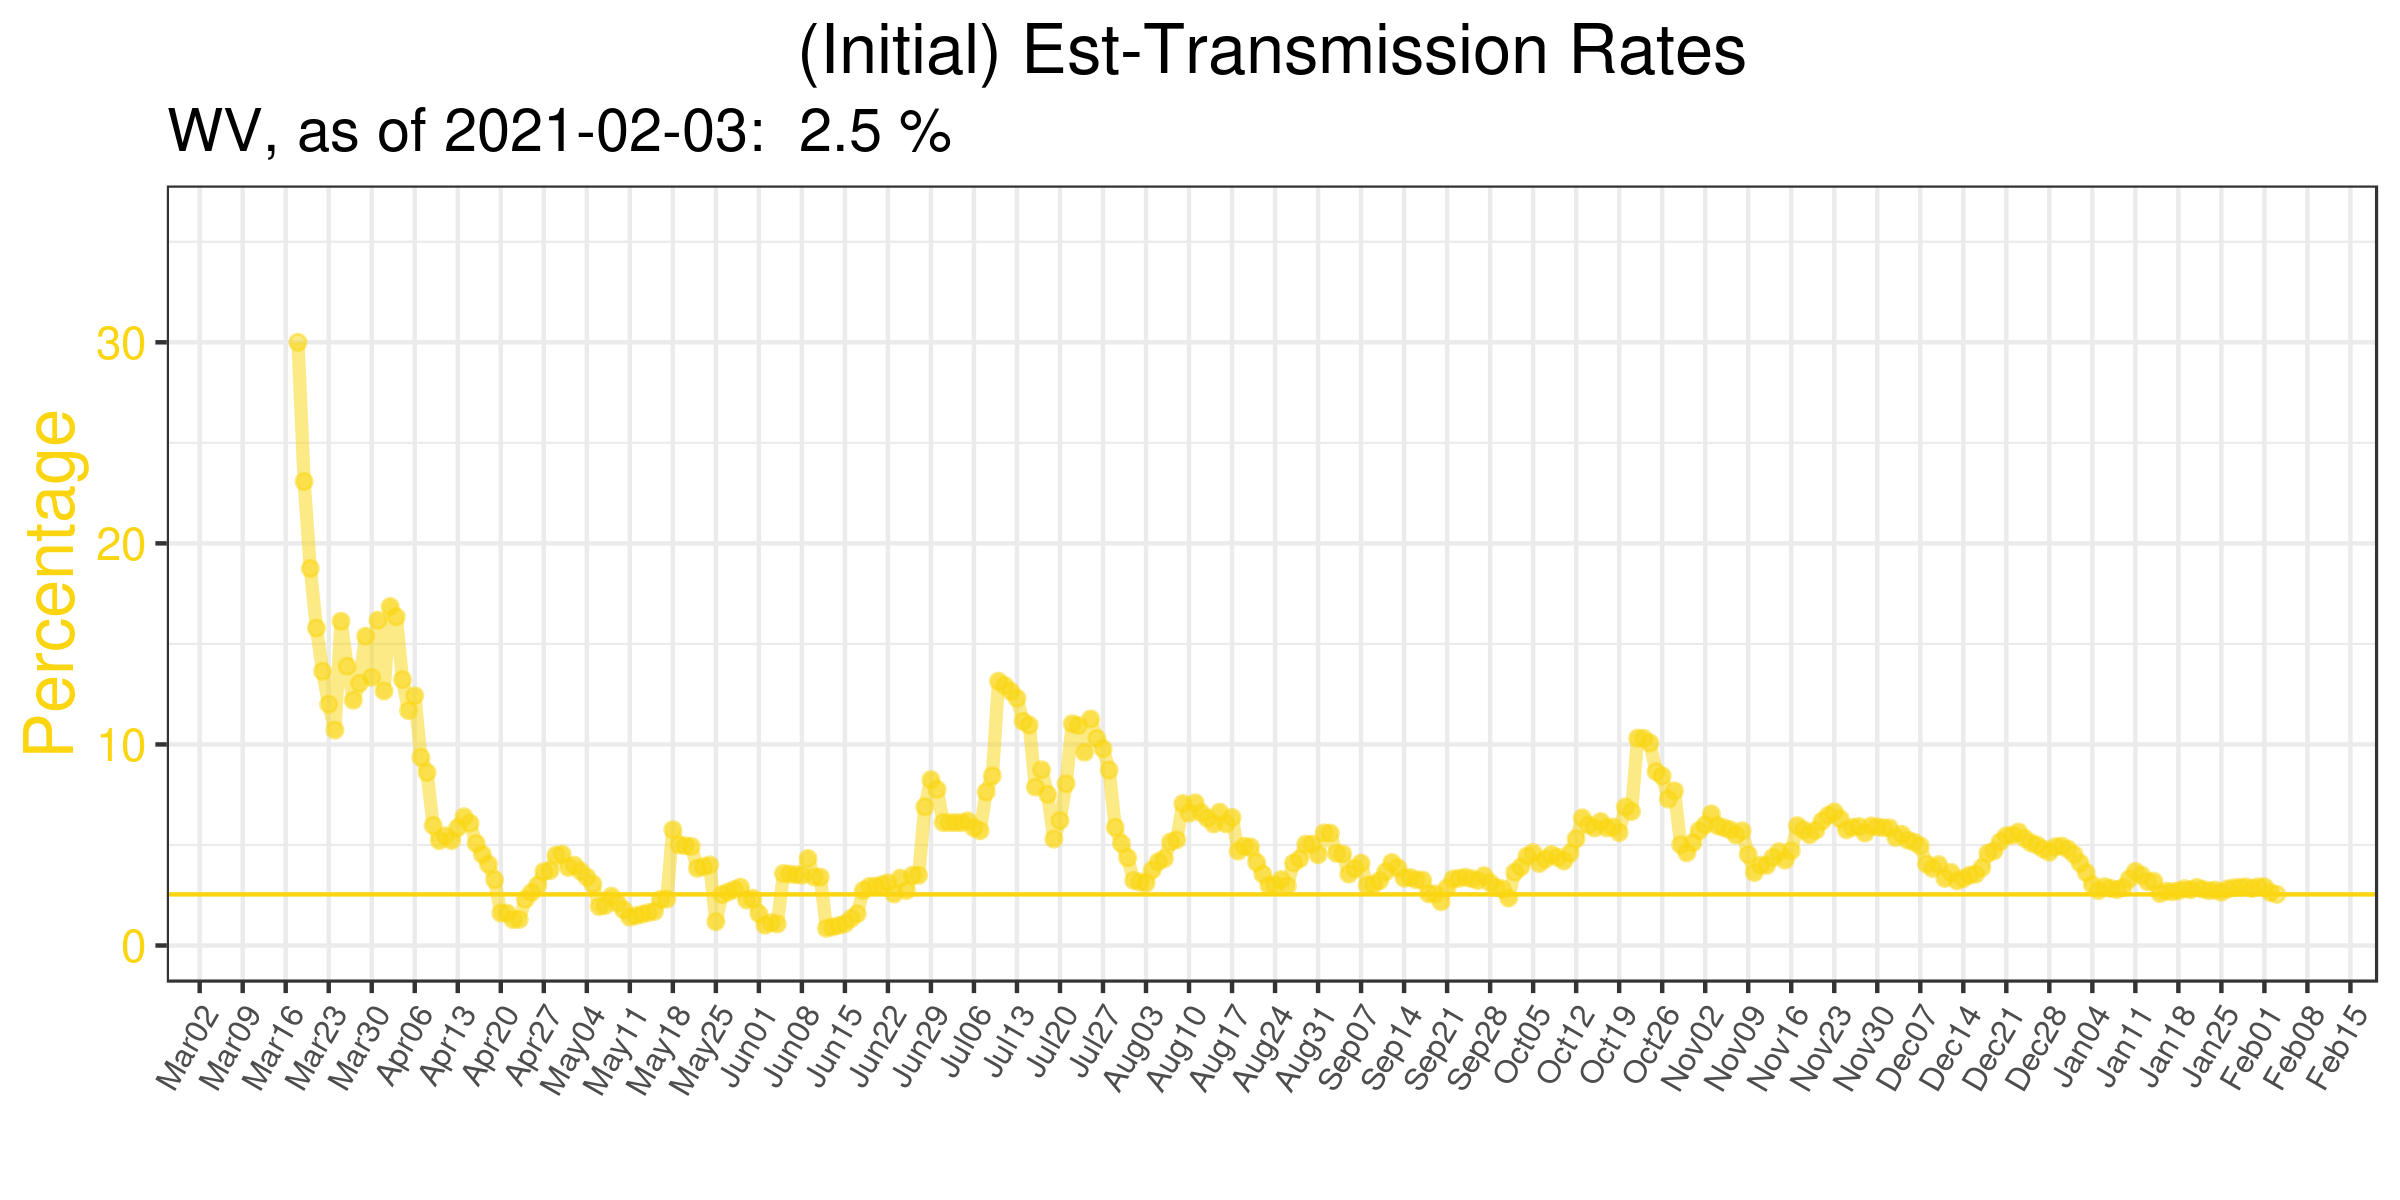 (Initial) Est-Transmission Rates
WV, as of 2021-02-03:  2.5 %
Percentage
30
20
10
0
Mar02
Mar09
Mar16
Mar23
Mar30
Apr06
Apr13
Apr20
Apr27
May04
May11
May18
May25
Jun01
Jun08
Jun15
Jun22
Jun29
Jul06
Jul13
Jul20
Jul27
Aug03
Aug10
Aug17
Aug24
Aug31
Sep07
Sep14
Sep21
Sep28
Oct05
Oct12
Oct19
Oct26
Nov02
Nov09
Nov16
Nov23
Nov30
Dec07
Dec14
Dec21
Dec28
Jan04
Jan11
Jan18
Jan25
Feb01
Feb08
Feb15